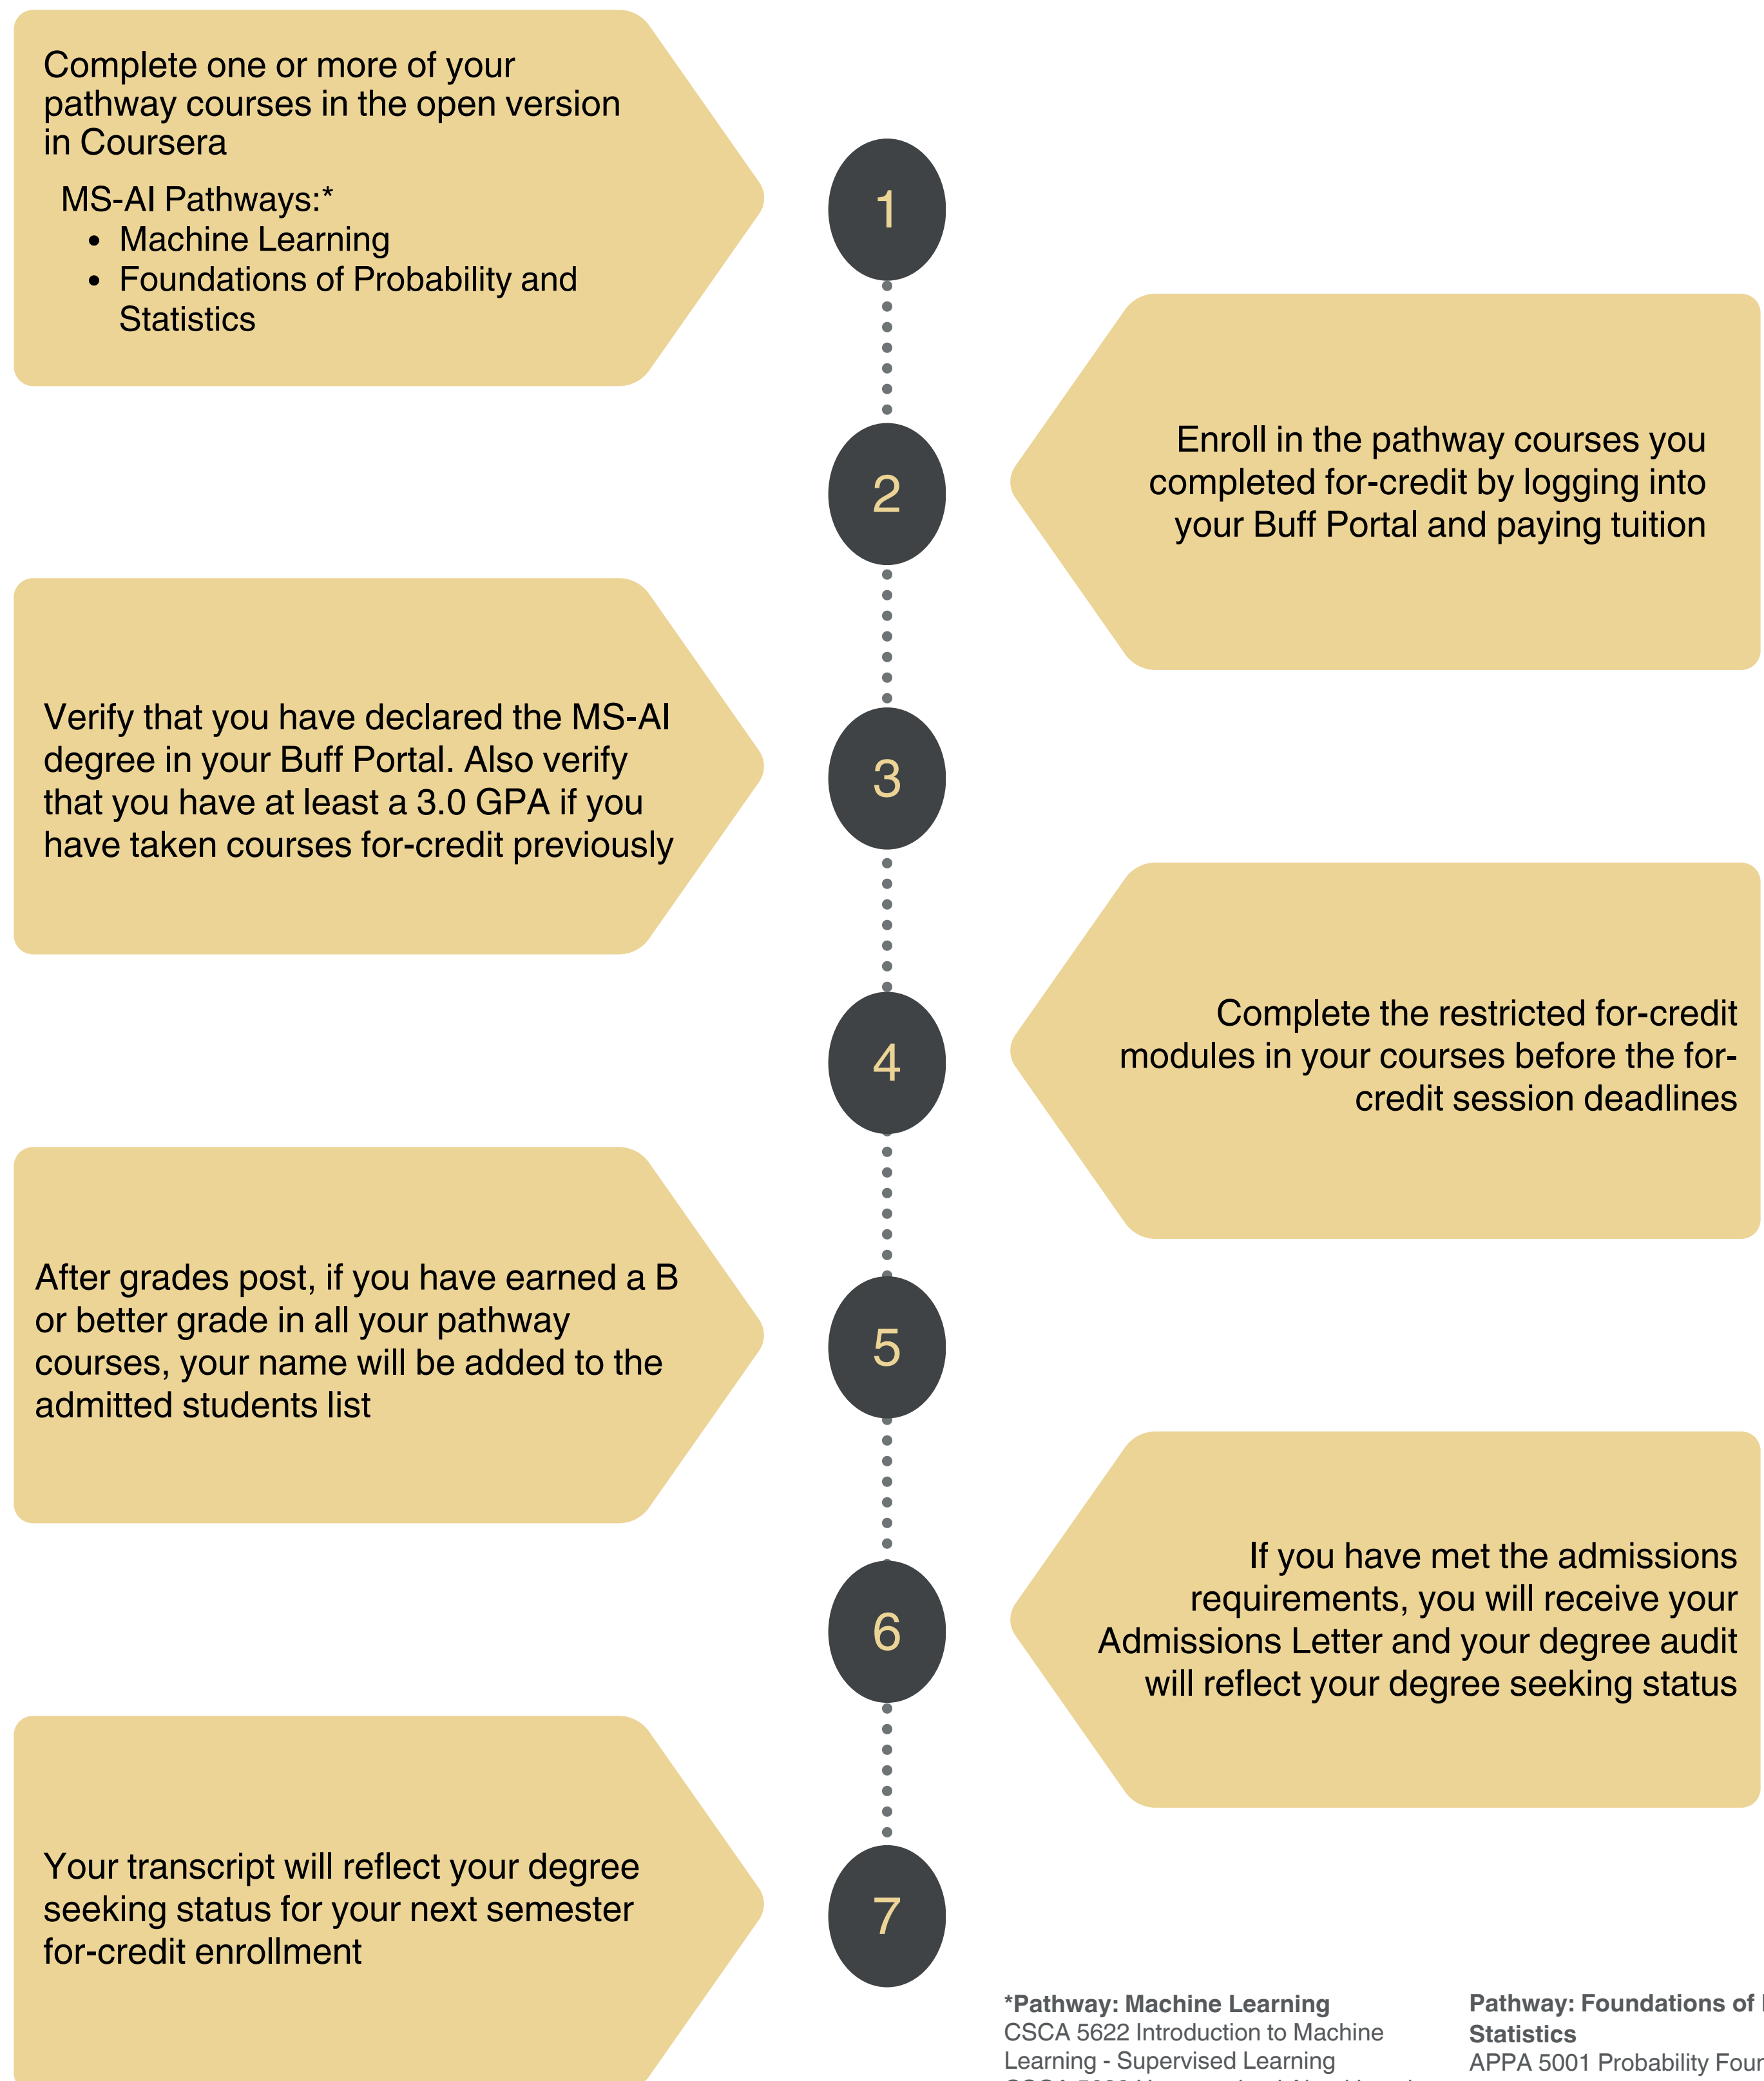 Complete one or more of your
pathway courses in the open version
in Coursera
MS-AI Pathways:*
• Machine Learning
• Foundations of Probability and
Statistics
1
Enroll in the pathway courses you
completed for-credit by logging into
your Buff Portal and paying tuition
2
Verify that you have declared the MS-AI
degree in your Buff Portal. Also verify
that you have at least a 3.0 GPA if you
have taken courses for-credit previously
3
Complete the restricted for-credit
modules in your courses before the for-
credit session deadlines
4
After grades post, if you have earned a B
or better grade in all your pathway
courses, your name will be added to the
admitted students list
5
If you have met the admissions
requirements, you will receive your
Admissions Letter and your degree audit
will reflect your degree seeking status
6
Your transcript will reflect your degree
seeking status for your next semester
for-credit enrollment
7
*Pathway: Machine Learning
CSCA 5622 Introduction to Machine
Learning - Supervised Learning
Pathway: Foundations of
Statistics
APPA 5001 Probability